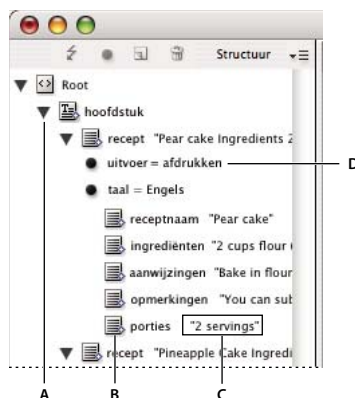 Structuur
Root
hoofdstuk
recept "Pear cake Ingredients 2
uitvoer = afdrukken
D
taal = Engels
receptnaam "Pear cake"
ingrediënten "2 cups flour
aanwijzingen "Bake in flour
opmerkingen "You can sub
porties "2 servings"
recept "Pineapple Cake Ingredi
A B C